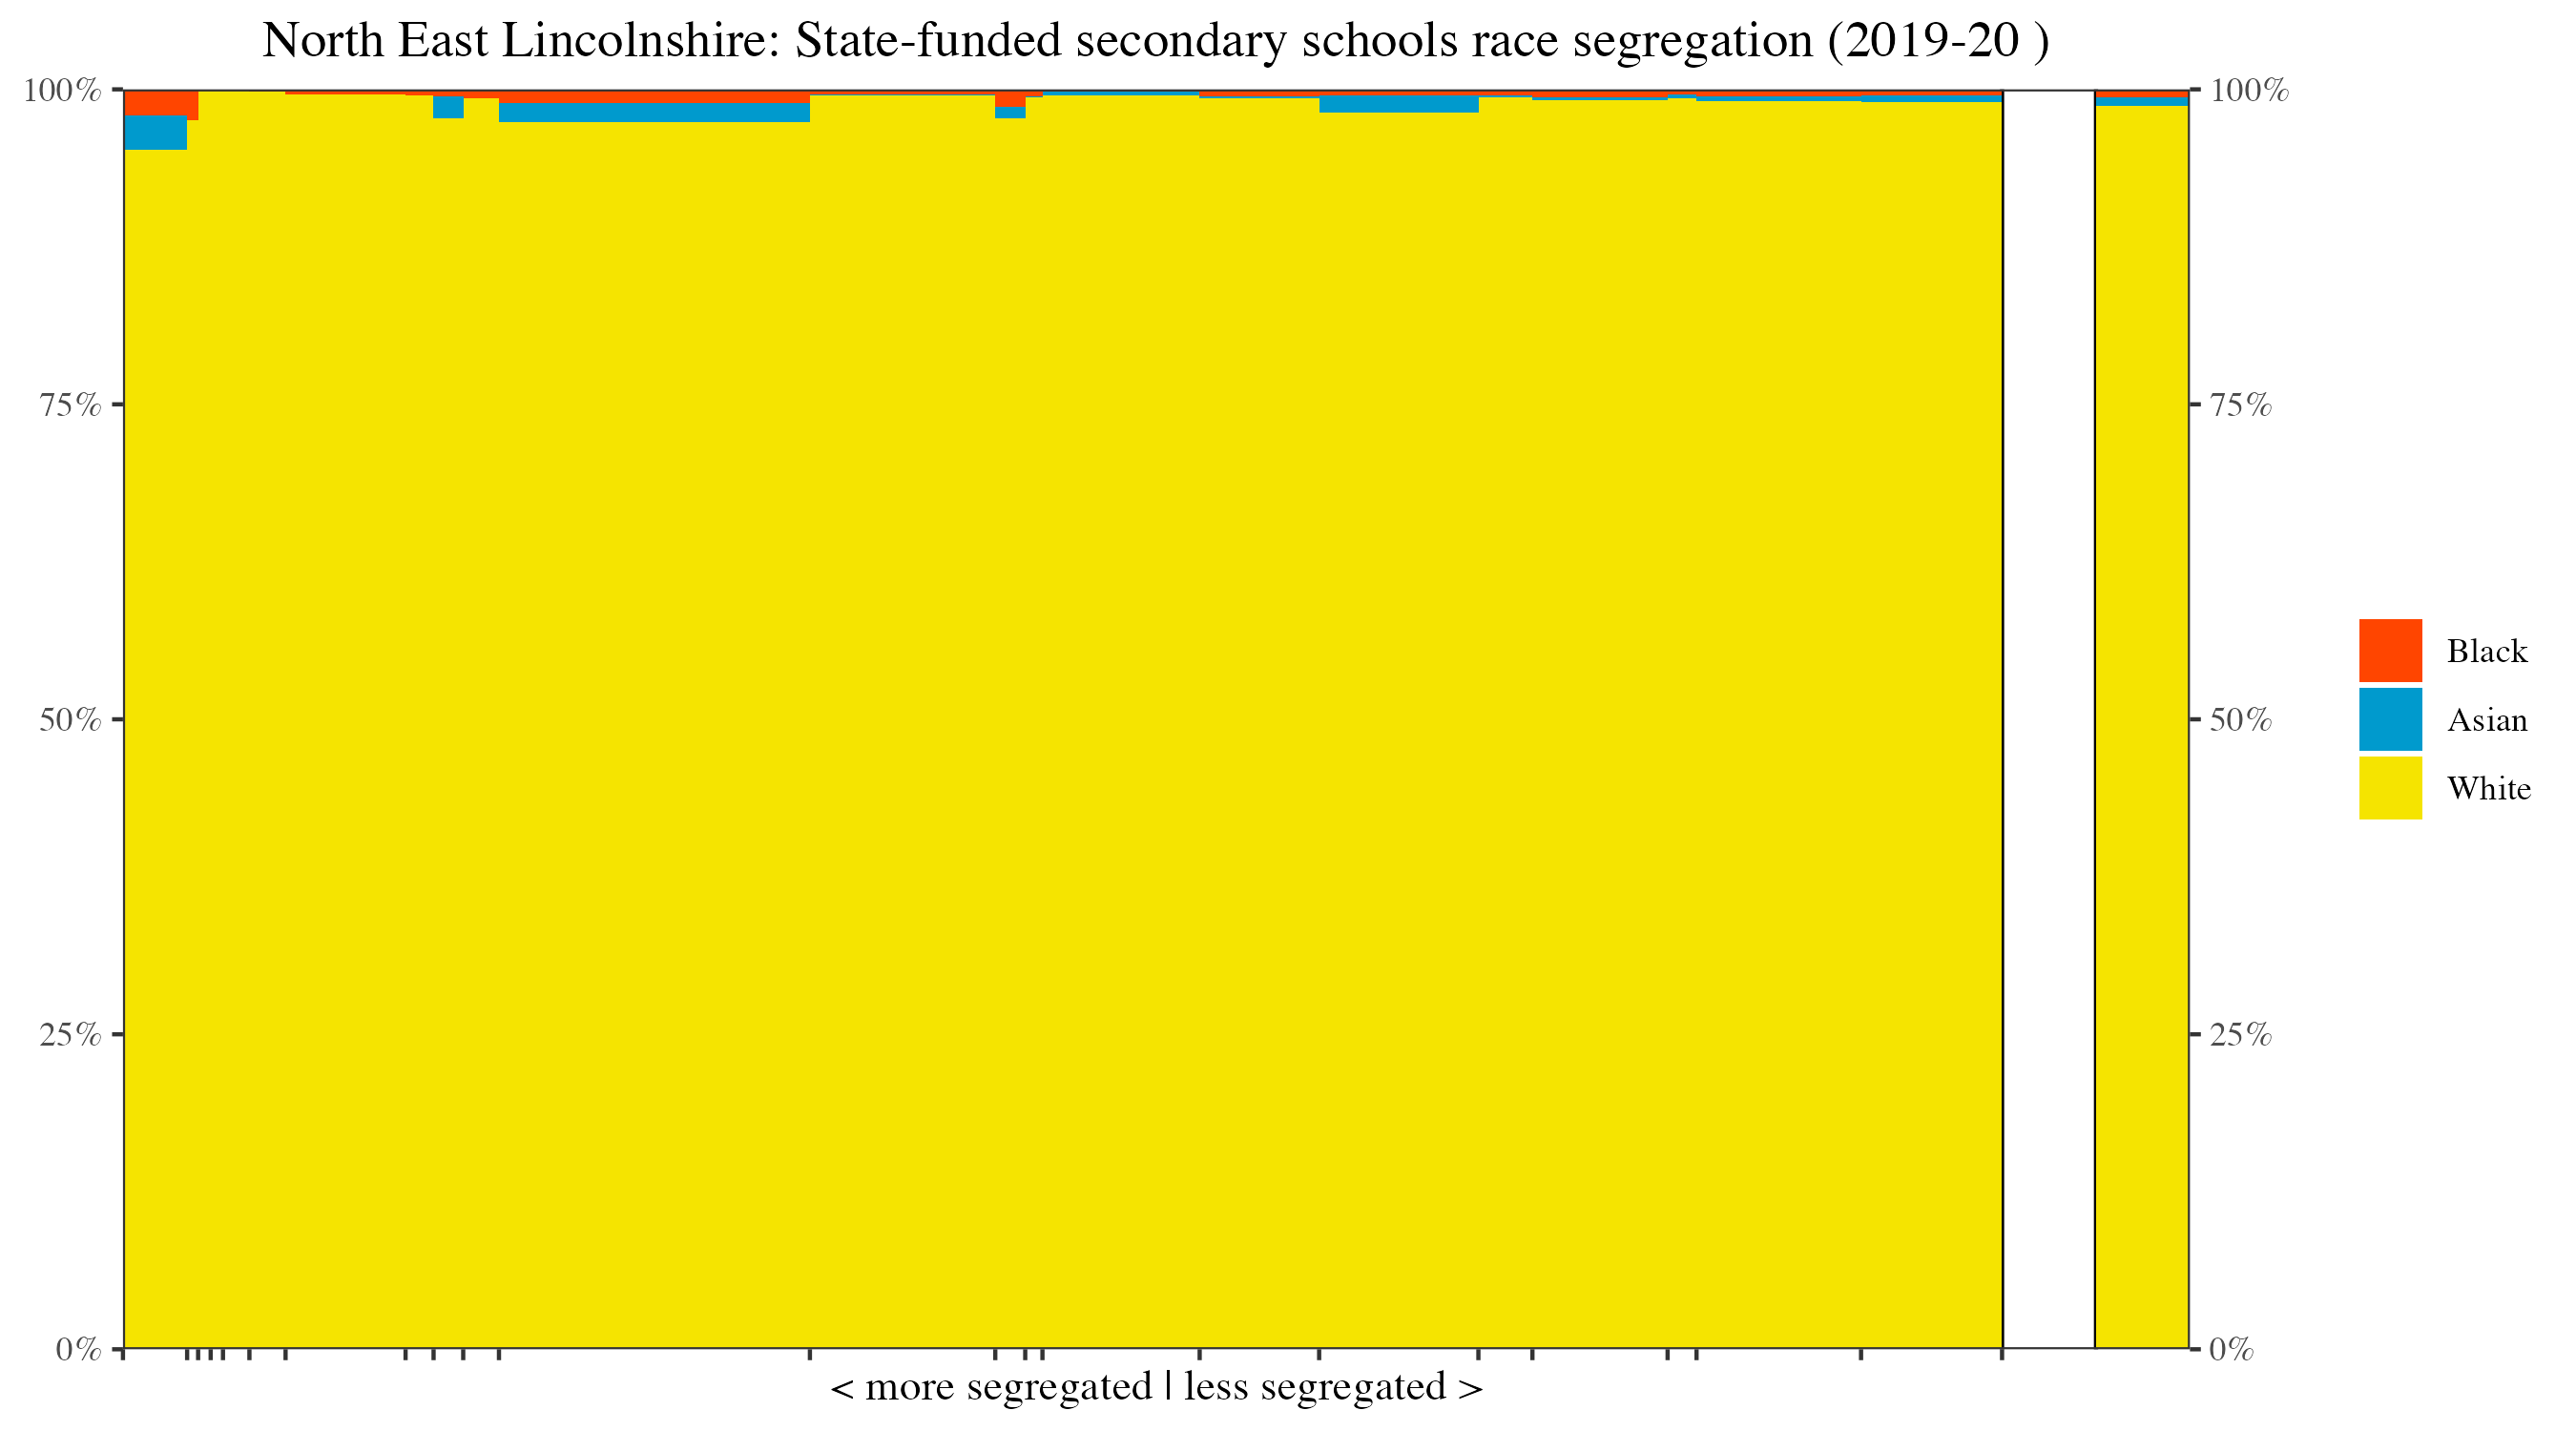 North East Lincolnshire: State-funded secondary schools race segregation (2019-20 )
100%
75%
50%
25%
0%
100%
75%
50%
25%
0%
Black
Asian
White
< more segregated | less segregated >